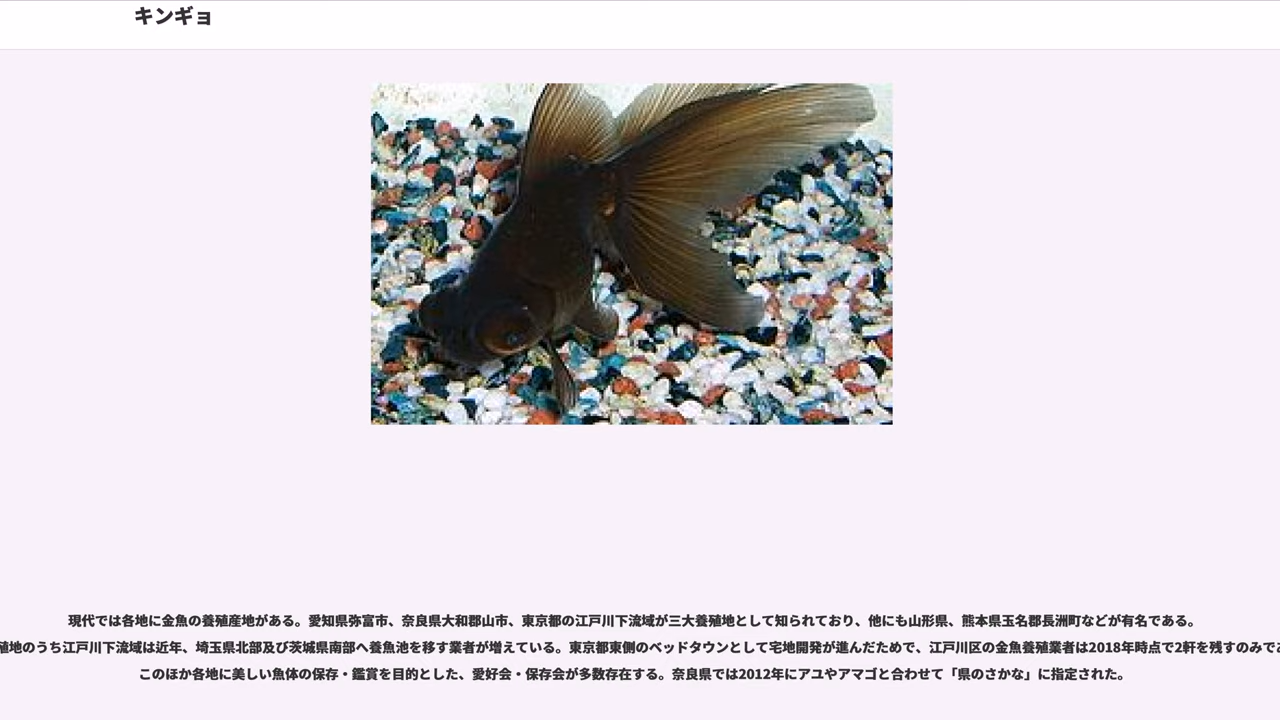 キンギョ
現代では各地に金魚の養殖産地がある。愛知県弥富市、奈良県大和郡山市、東京都の江戸川下流域が三大養殖地として知られており、他にも山形県、熊本県玉名郡長洲町などが有名である。
殖地のうち江戸川下流域は近年、埼玉県北部及び茨城県南部へ養魚池を移す業者が増えている。東京都東側のベッドタウンとして宅地開発が進んだためで、江戸川区の金魚養殖業者は2018年時点で2軒を残すのみで
このほか各地に美しい魚体の保存・鑑賞を目的とした、愛好会・保存会が多数存在する。奈良県では2012年にアユやアマゴと合わせて「県のさかな」に指定された。